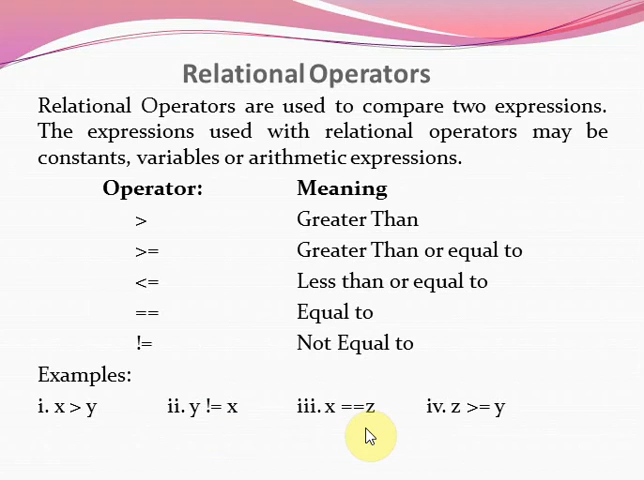 Relational Operators
Relational Operators are used to compare two expressions.
The expressions used with relational operators may be
constants, variables or arithmetic expressions.
Operator: Meaning
> Greater Than
>= Greater Than or equal to
<= Less than or equal to
== Equal to
!= Not Equal to
Examples:
i. x > y ii. y != x iii. x ==z iv. z >= y